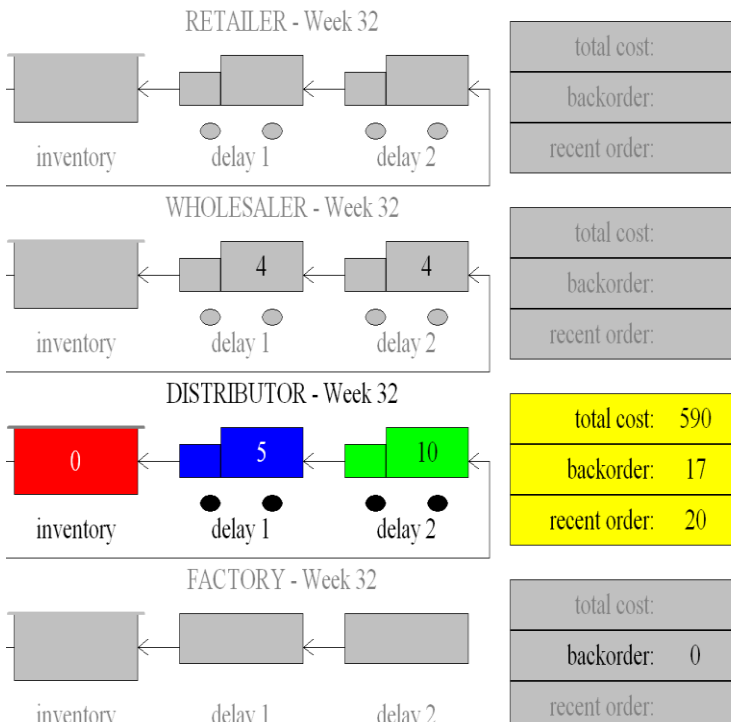 RETAILER - Week 32
total cost:
backorder:
recent order:
inventory delay 1 delay 2
WHOLESALER - Week 32
total cost:
4 4
backorder:
recent order:
inventory delay 1 delay 2
DISTRIBUTOR - Week 32
total cost: 590
0 5 10
backorder: 17
recent order: 20
inventory delay 1 delay 2
FACTORY - Week 32
total cost:
backorder: 0
recent order:
inventory delay 1 delay 2